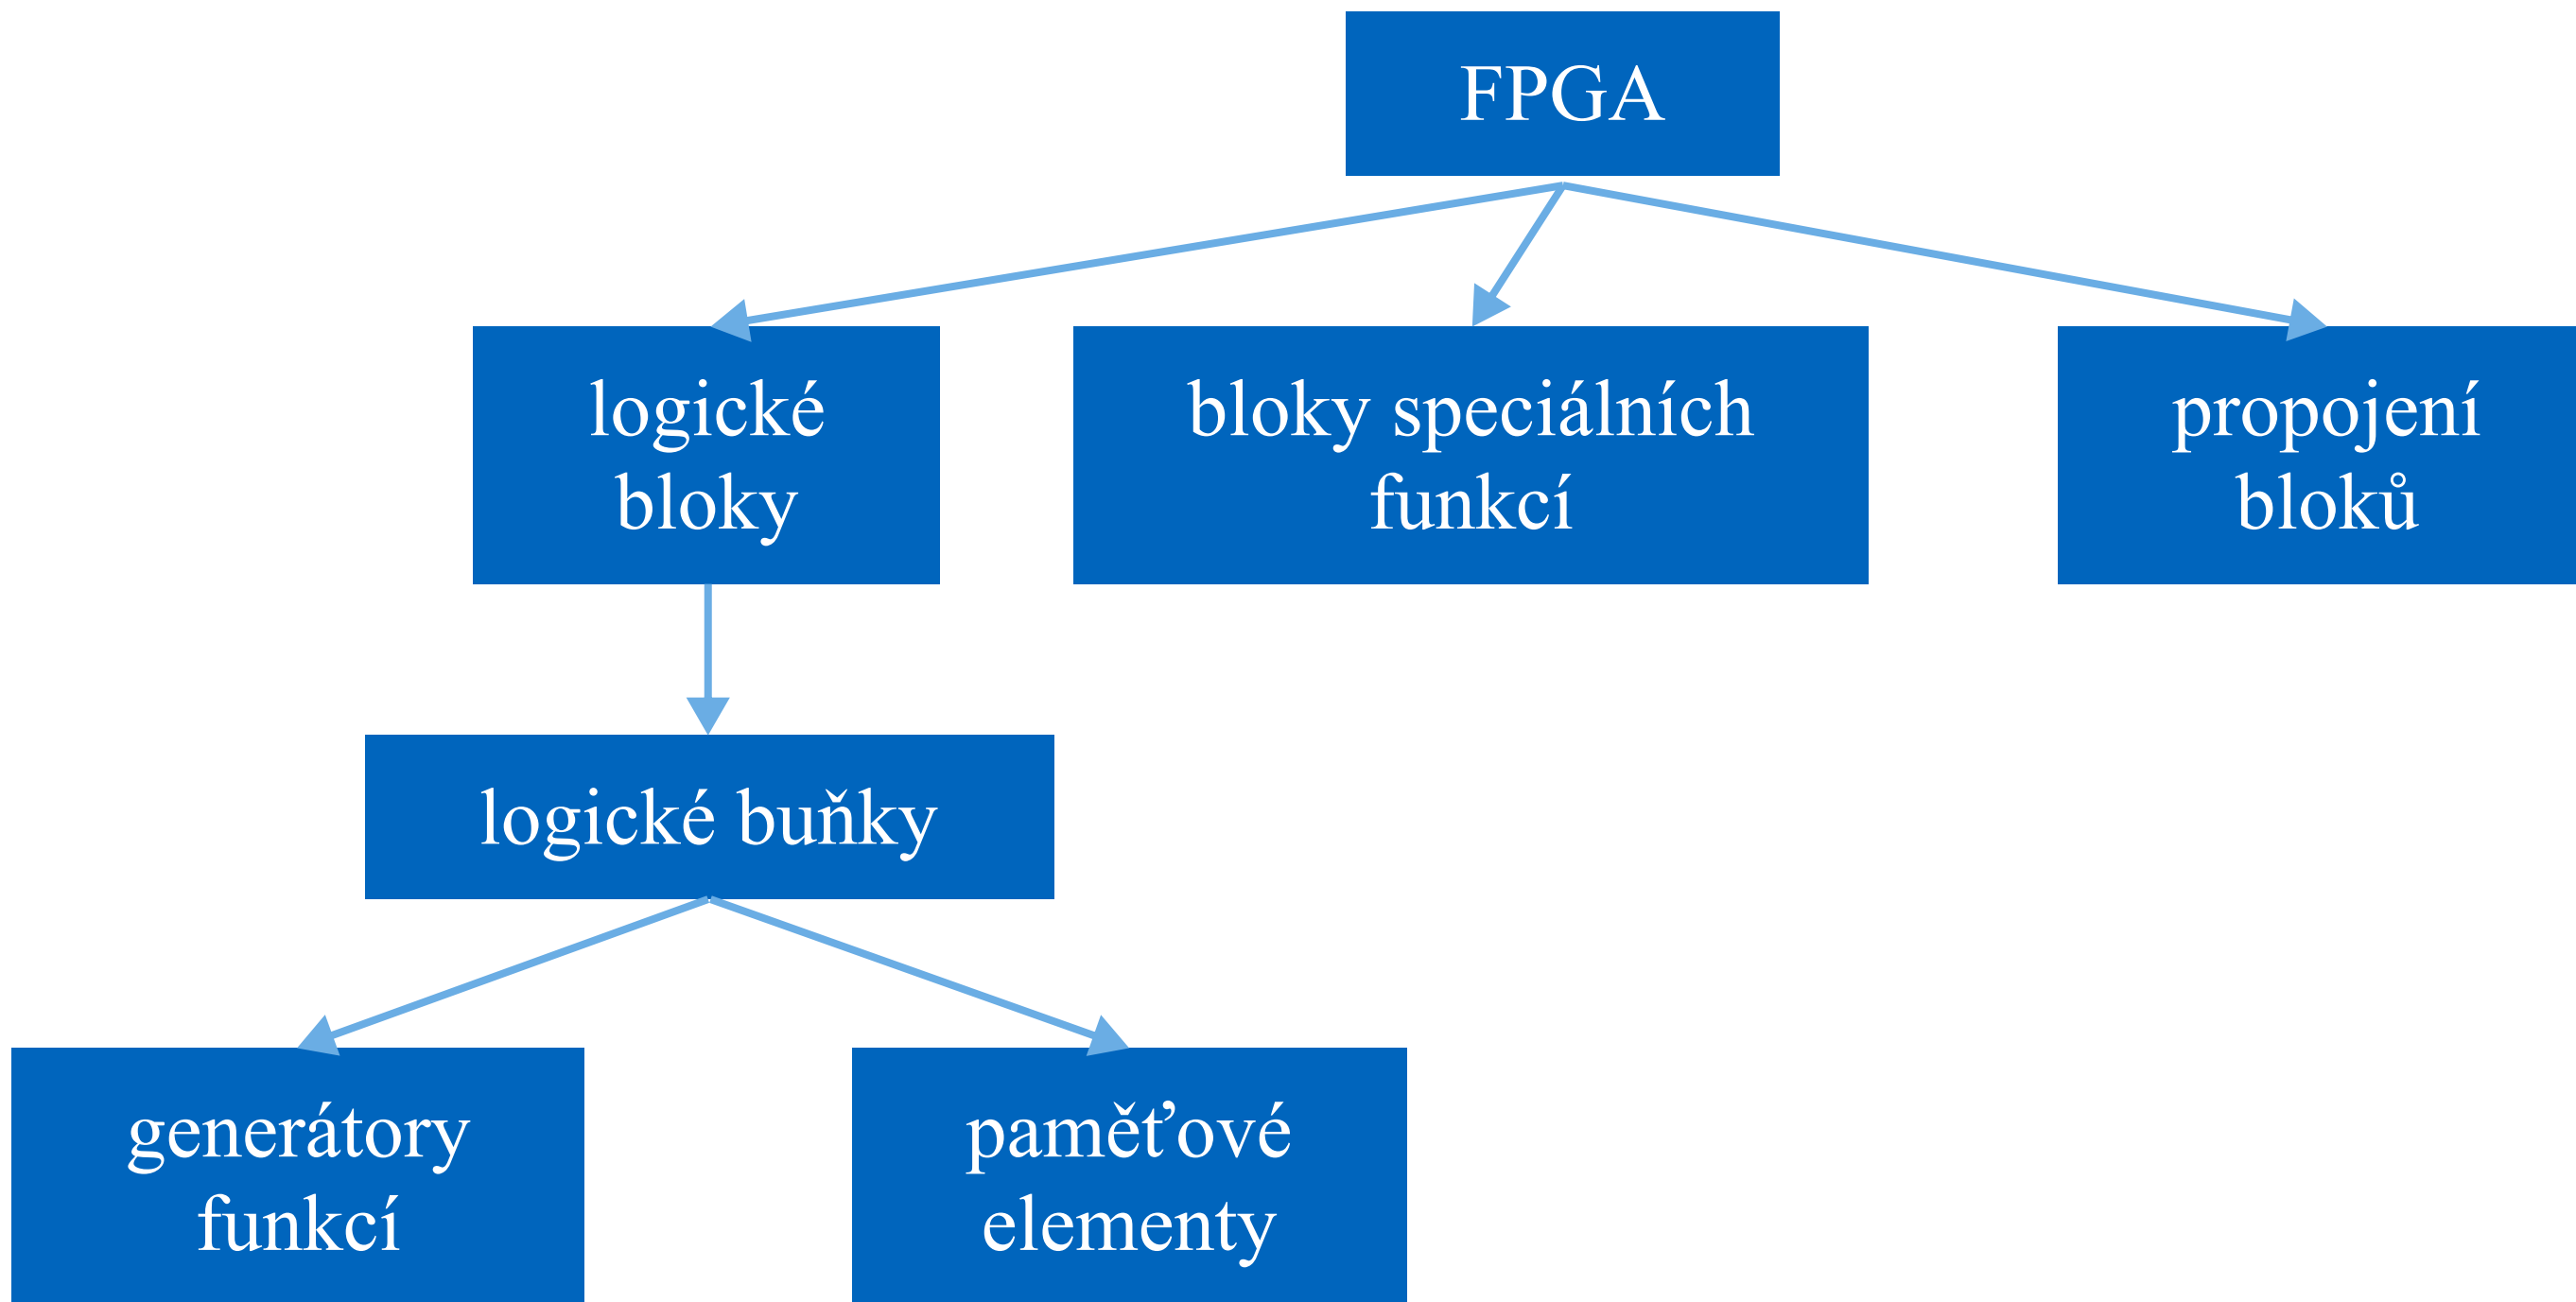 FPGA
logické
bloky
bloky speciálních
funkcí
propojení
bloků
logické buňky
generátory
funkcí
paměťové
elementy